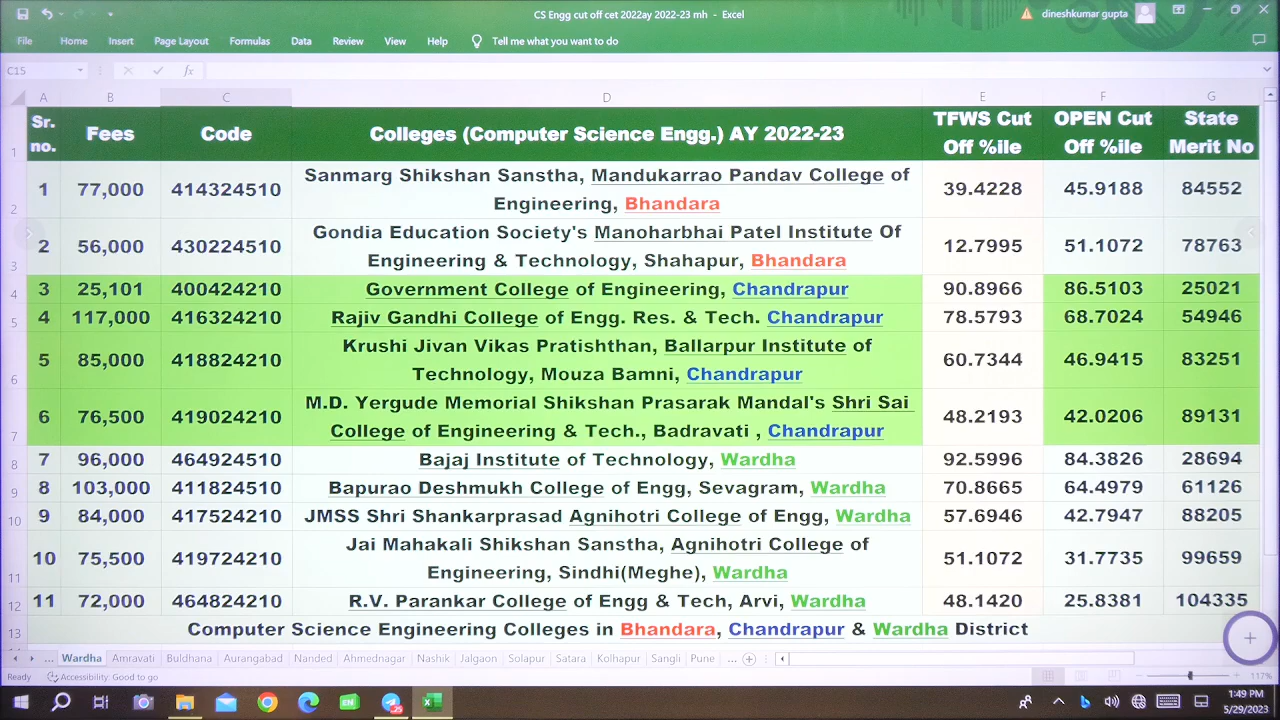 CS Engg cut off cet 2022ay 2022-23 mh - Excel
dineshkumar gupta
File Home Insert Page Layout Formulas Data Review View Help Tell me what you want to do
C15
fx
A B C D E F G
Sr. no. Fees Code Colleges (Computer Science Engg.) AY 2022-23 TFWS Cut Off %ile OPEN Cut Off %ile State Merit No
1
1 77,000 414324510 Sanmarg Shikshan Sanstha, Mandukarrao Pandav College of Engineering, Bhandara 39.4228 45.9188 84552
2
2 56,000 430224510 Gondia Education Society's Manoharbhai Patel Institute Of Engineering & Technology, Shahapur, Bhandara 12.7995 51.1072 78763
3
3 25,101 400424210 Government College of Engineering, Chandrapur 90.8966 86.5103 25021
4
4 117,000 416324210 Rajiv Gandhi College of Engg. Res. & Tech. Chandrapur 78.5793 68.7024 54946
5
5 85,000 418824210 Krushi Jivan Vikas Pratishthan, Ballarpur Institute of Technology, Mouza Bamni, Chandrapur 60.7344 46.9415 83251
6
6 76,500 419024210 M.D. Yergude Memorial Shikshan Prasarak Mandal's Shri Sai College of Engineering & Tech., Badravati , Chandrapur 48.2193 42.0206 89131
7
7 96,000 464924510 Bajaj Institute of Technology, Wardha 92.5996 84.3826 28694
8
8 103,000 411824510 Bapurao Deshmukh College of Engg, Sevagram, Wardha 70.8665 64.4979 61126
9
9 84,000 417524210 JMSS Shri Shankarprasad Agnihotri College of Engg, Wardha 57.6946 42.7947 88205
10
10 75,500 419724210 Jai Mahakali Shikshan Sanstha, Agnihotri College of Engineering, Sindhi(Meghe), Wardha 51.1072 31.7735 99659
11
11 72,000 464824210 R.V. Parankar College of Engg & Tech, Arvi, Wardha 48.1420 25.8381 104335
12
Computer Science Engineering Colleges in Bhandara, Chandrapur & Wardha District
13
... Wardha Amravati Buldhana Aurangabad Nanded Ahmednagar Nashik Jalgaon Solapur Satara Kolhapur Sangli Pune ...
Ready Accessibility: Good to go 117%
1:49 PM
5/29/2023